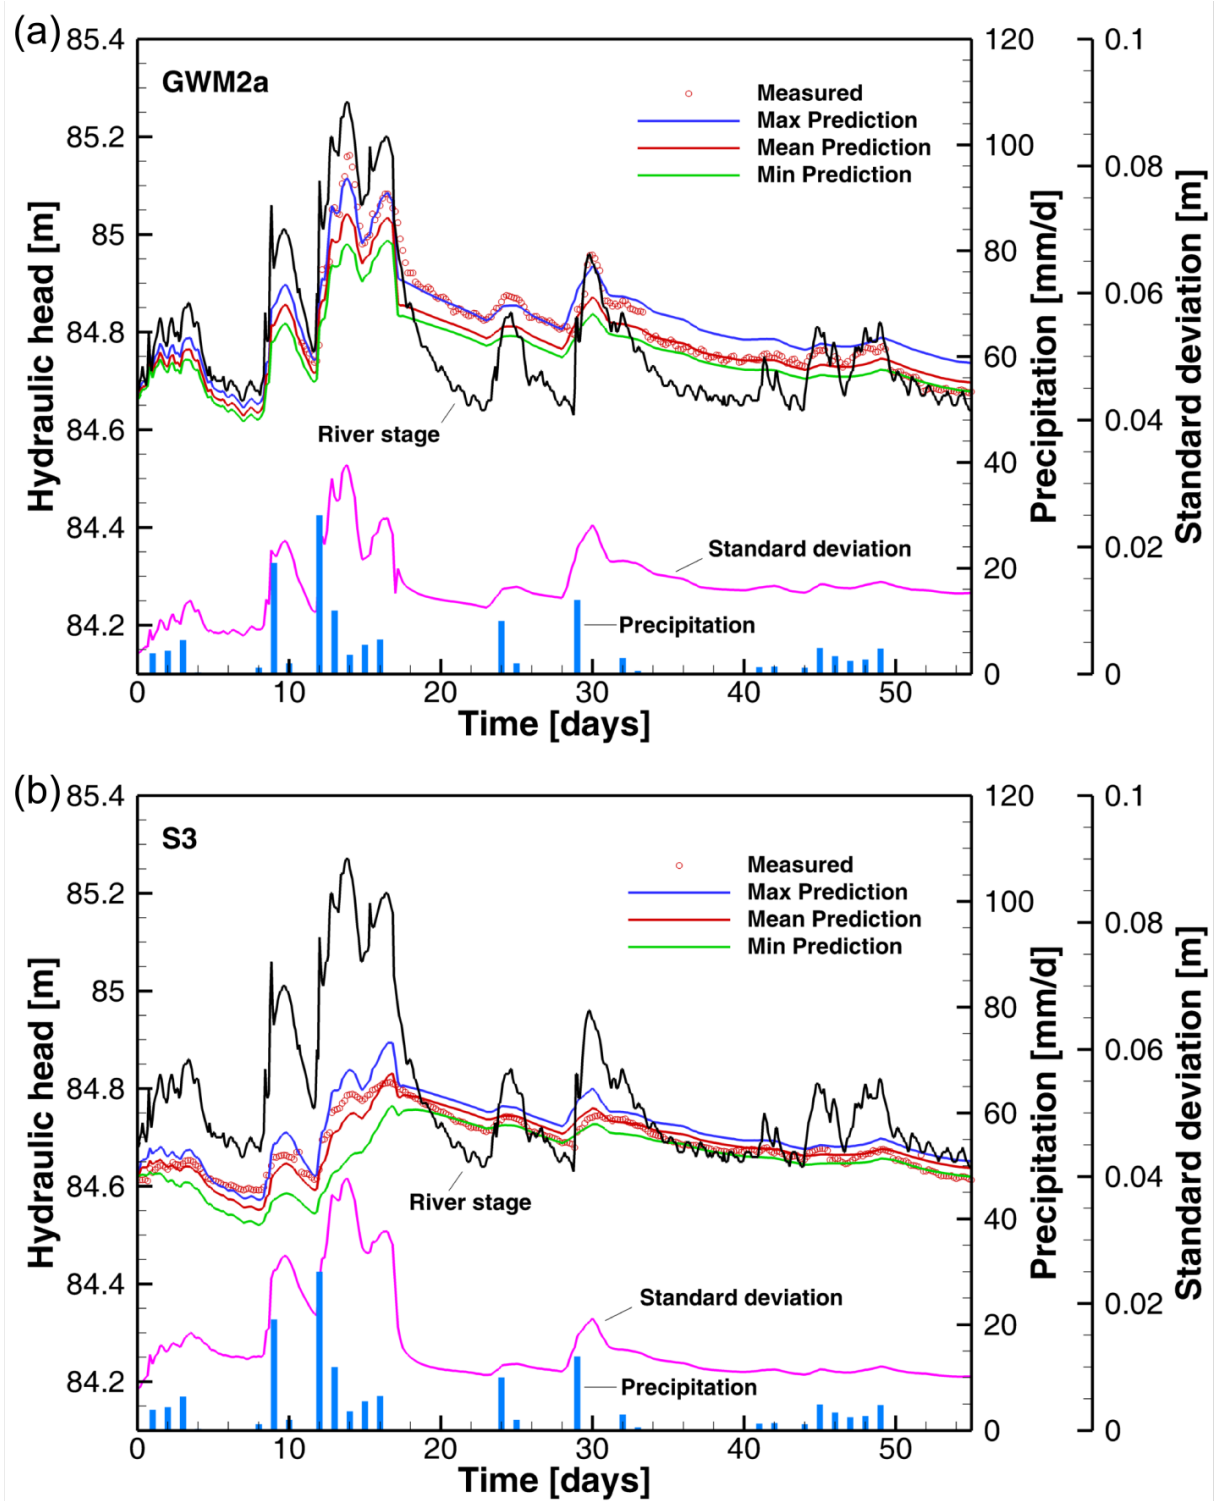 (a)
85.4
85.2
85
84.8
84.6
84.4
84.2
Hydraulic head [m]
GWM2a
Measured
Max Prediction
Mean Prediction
Min Prediction
River stage
Standard deviation
Precipitation
0 10 20 30 40 50
Time [days]
120
100
80
60
40
20
0
Precipitation [mm/d]
0.1
0.08
0.06
0.04
0.02
0
Standard deviation [m]
(b)
85.4
85.2
85
84.8
84.6
84.4
84.2
Hydraulic head [m]
S3
Measured
Max Prediction
Mean Prediction
Min Prediction
River stage
Standard deviation
Precipitation
0 10 20 30 40 50
Time [days]
120
100
80
60
40
20
0
Precipitation [mm/d]
0.1
0.08
0.06
0.04
0.02
0
Standard deviation [m]